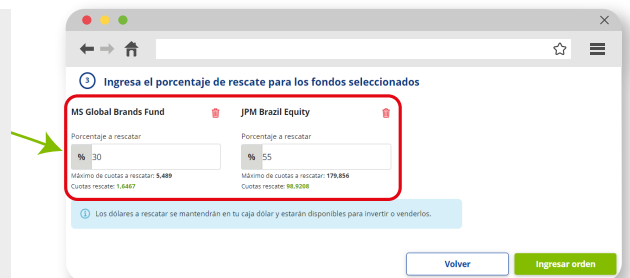 3 Ingresa el porcentaje de rescate para los fondos seleccionados
MS Global Brands Fund
JPM Brazil Equity
Porcentaje a rescatar
Porcentaje a rescatar
% 30
% 55
Máximo de cuotas a rescatar: 5,489
Máximo de cuotas a rescatar: 179,856
Cuotas rescate: 1,6467
Cuotas rescate: 98,9208
Los dólares a rescatar se mantendrán en tu caja dólar y estarán disponibles para invertir o venderlos.
Volver
Ingresar orden